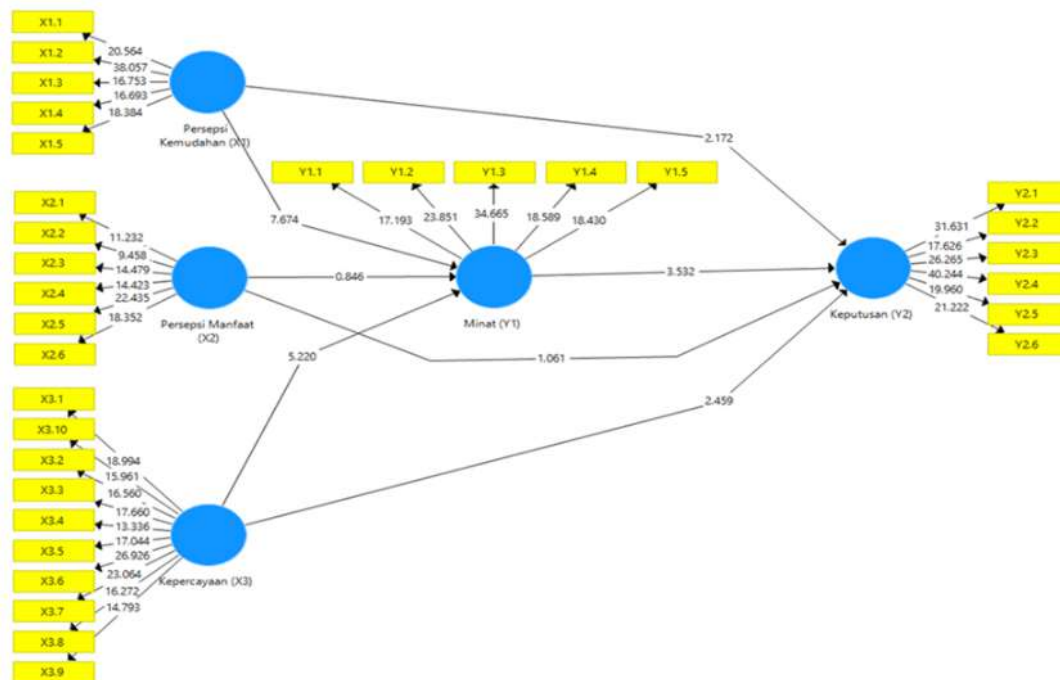 X1.1
X1.2
X1.3
X1.4
X1.5
20.564
38.057
16.753
16.693
18.384
Persepsi
Kemudahan (X1)
2.172
7.674
Y1.1
Y1.2
Y1.3
Y1.4
Y1.5
17.193
23.851
34.665
18.589
18.430
X2.1
X2.2
X2.3
X2.4
X2.5
X2.6
11.232
9.458
14.479
14.423
22.435
18.352
Persepsi Manfaat
(X2)
0.846
Minat (Y1)
3.532
1.061
5.220
2.459
Keputusan (Y2)
31.631
17.626
26.265
40.244
19.960
21.222
Y2.1
Y2.2
Y2.3
Y2.4
Y2.5
Y2.6
X3.1
X3.10
X3.2
X3.3
X3.4
X3.5
X3.6
X3.7
X3.8
X3.9
18.994
15.961
16.560
17.660
13.336
17.044
26.926
23.064
16.272
14.793
Kepercayaan (X3)